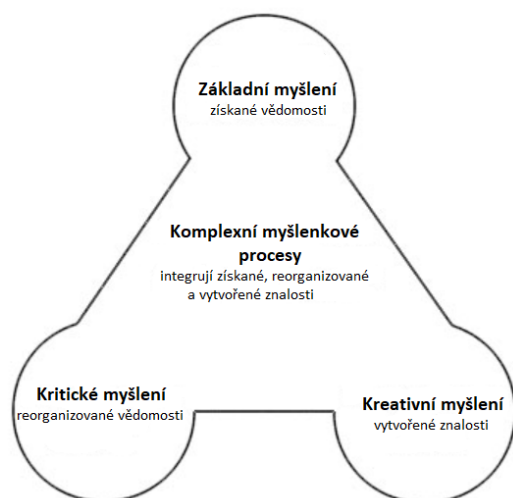 Základní myšlení
získané vědomosti
Komplexní myšlenkové
procesy
integrují získané, reorganizované
a vytvořené znalosti
Kritické myšlení
reorganizované vědomosti
Kreativní myšlení
vytvořené znalosti